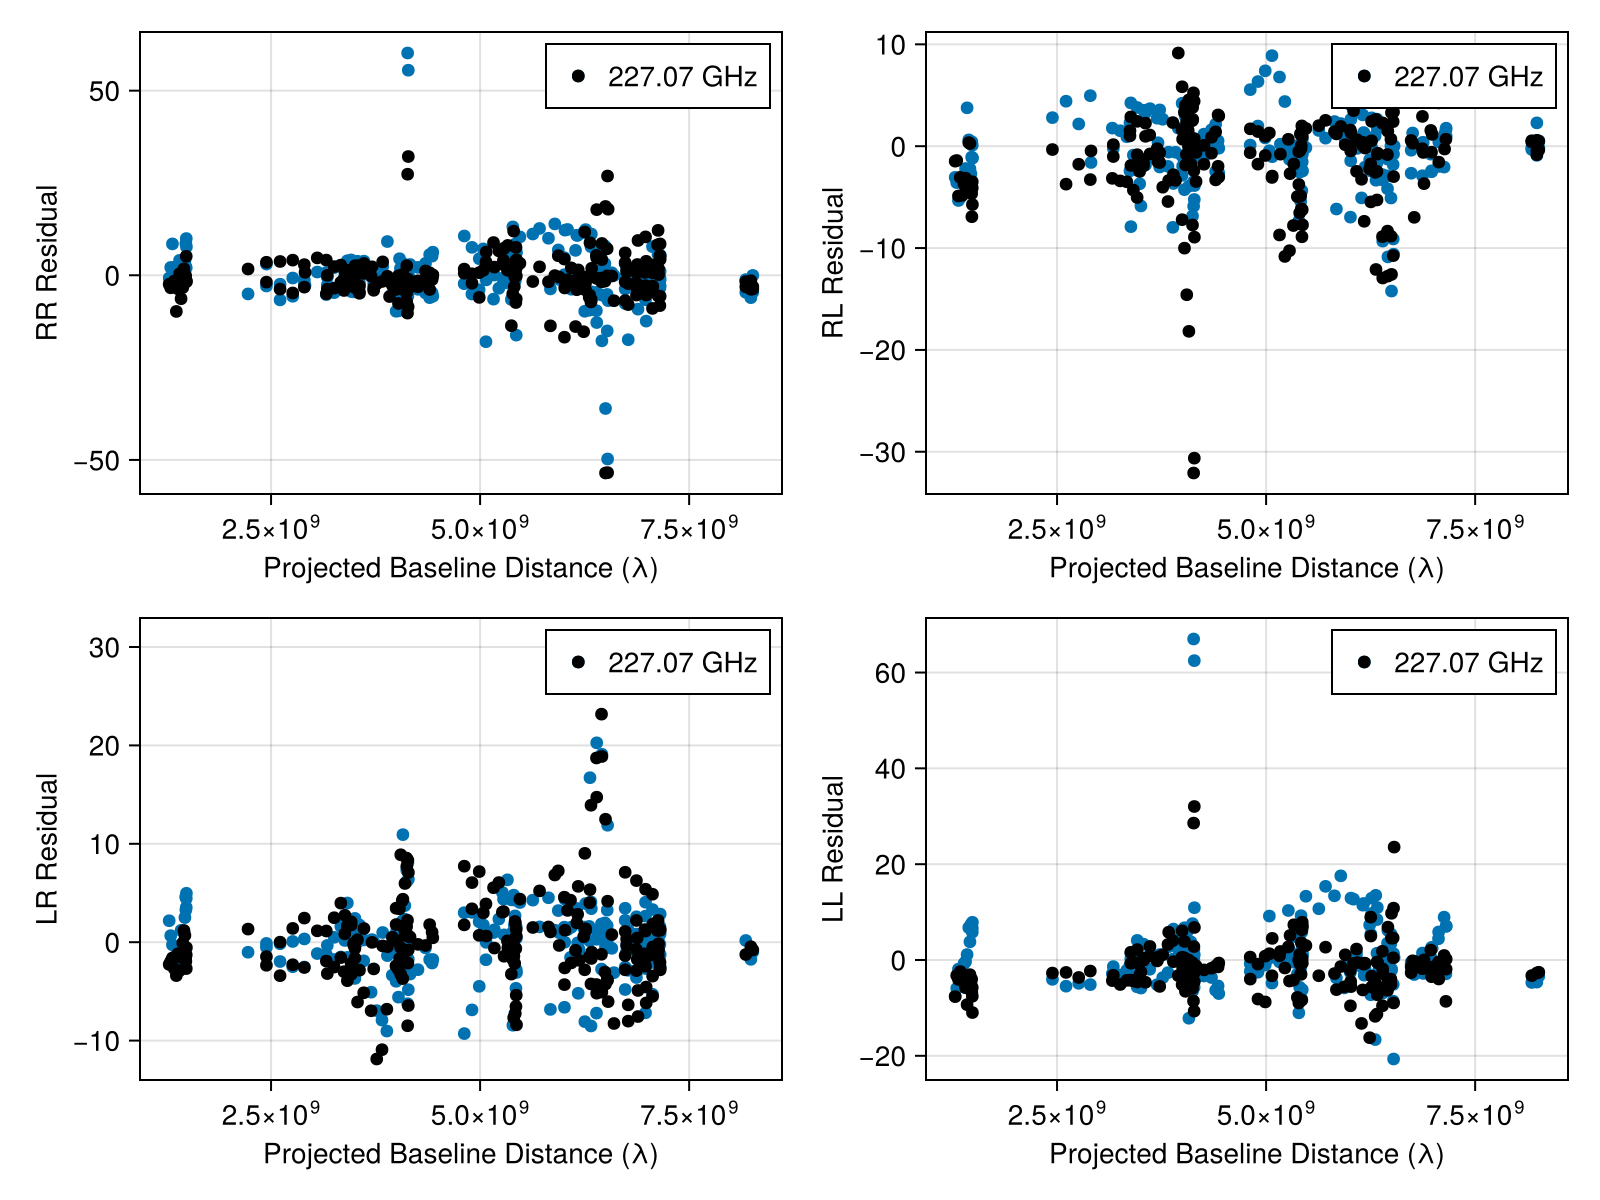 227.07 GHz
50
0
−50
RR Residual
2.5×10⁹ 5.0×10⁹ 7.5×10⁹
Projected Baseline Distance (λ)
227.07 GHz
10
0
−10
−20
−30
RL Residual
2.5×10⁹ 5.0×10⁹ 7.5×10⁹
Projected Baseline Distance (λ)
227.07 GHz
30
20
10
0
−10
LR Residual
2.5×10⁹ 5.0×10⁹ 7.5×10⁹
Projected Baseline Distance (λ)
227.07 GHz
60
40
20
0
−20
LL Residual
2.5×10⁹ 5.0×10⁹ 7.5×10⁹
Projected Baseline Distance (λ)